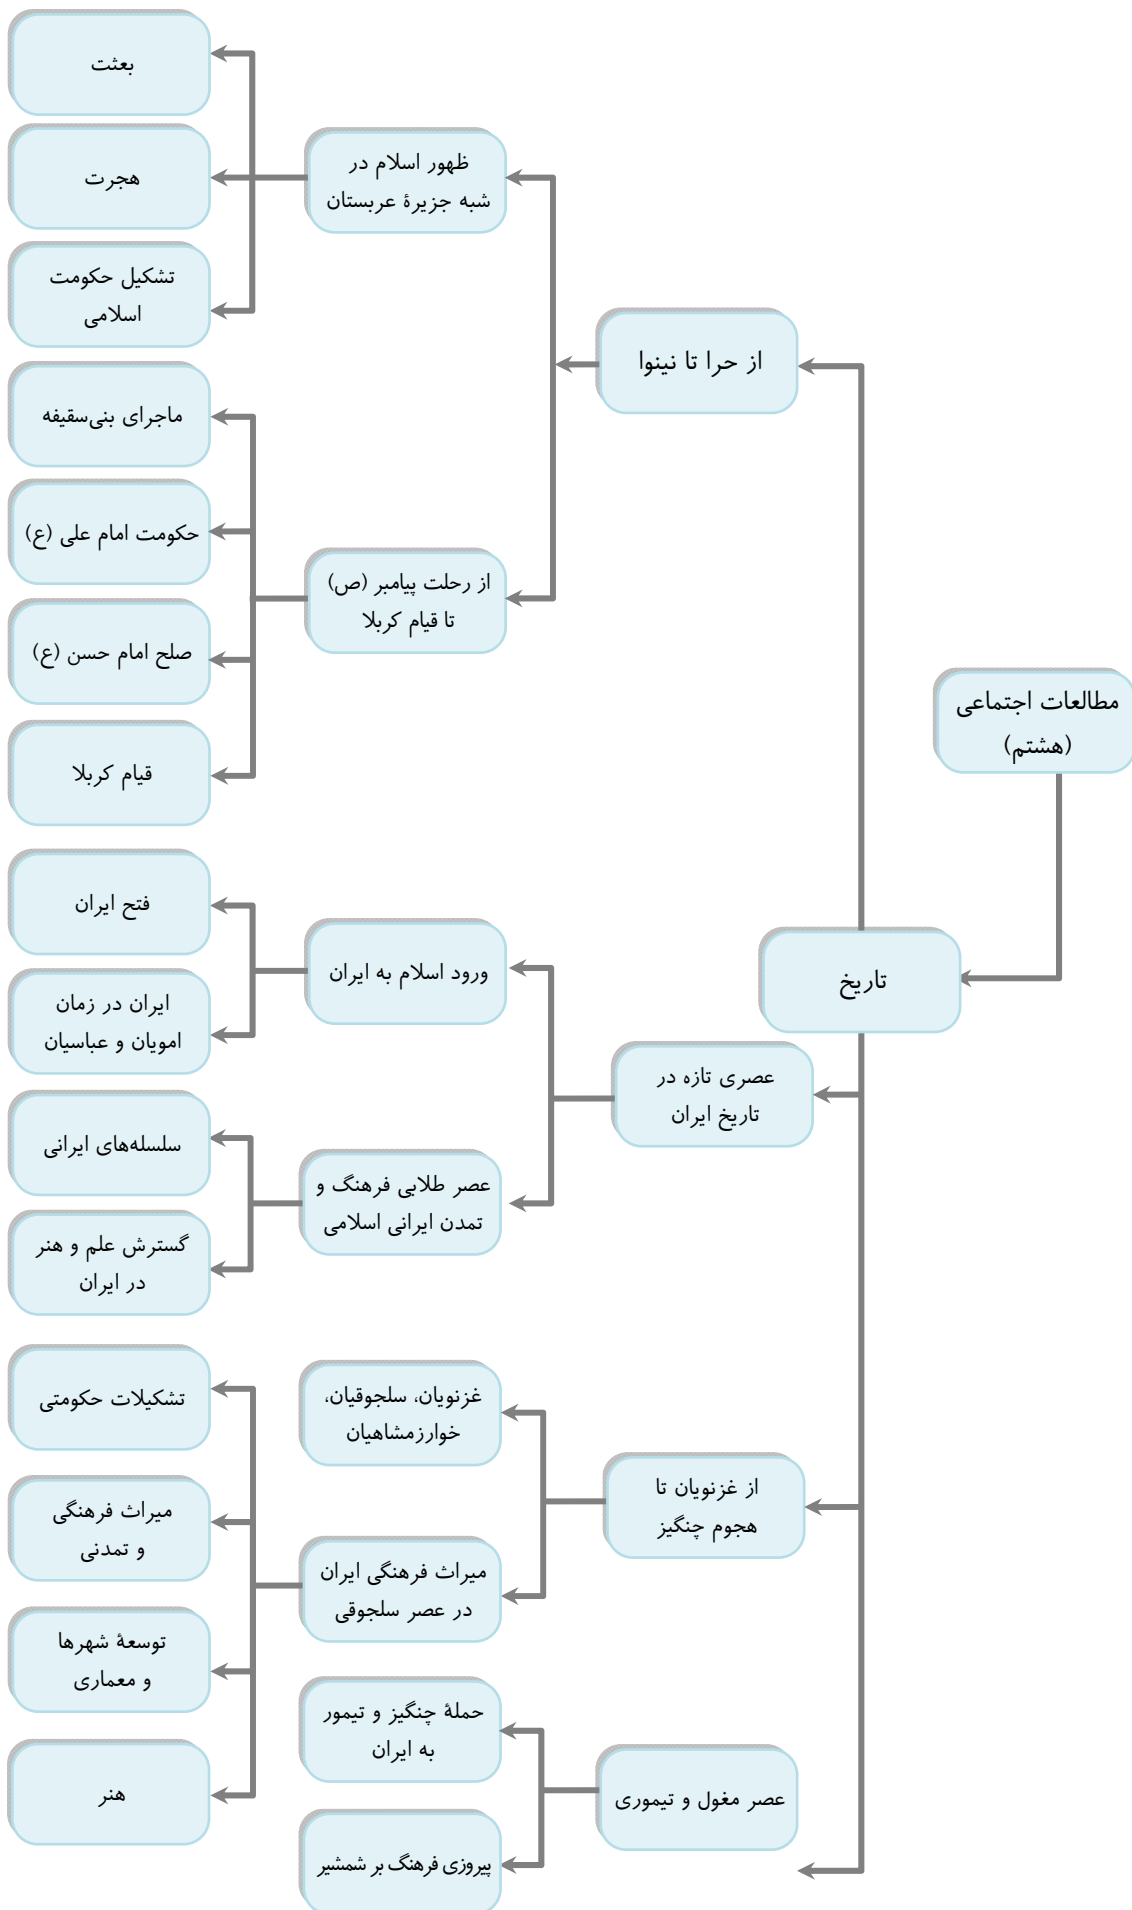 مطالعات اجتماعی
(هشتم)
تاریخ
از حرا تا نینوا
ظهور اسلام در
شبه جزیرهٔ عربستان
بعثت
هجرت
تشکیل حکومت
اسلامی
از رحلت پیامبر (ص)
تا قیام کربلا
ماجرای بنی‌سقیفه
حکومت امام علی (ع)
صلح امام حسن (ع)
قیام کربلا
عصری تازه در
تاریخ ایران
ورود اسلام به ایران
فتح ایران
ایران در زمان
امویان و عباسیان
عصر طلابی فرهنگ و
تمدن ایرانی اسلامی
سلسله‌های ایرانی
گسترش علم و هنر
در ایران
از غزنویان تا
هجوم چنگیز
غزنویان، سلجوقیان،
خوارزمشاهیان
میراث فرهنگی ایران
در عصر سلجوقی
تشکیلات حکومتی
میراث فرهنگی
و تمدنی
توسعهٔ شهرها
و معماری
هنر
عصر مغول و تیموری
حملهٔ چنگیز و تیمور
به ایران
پیروزی فرهنگ بر شمشیر